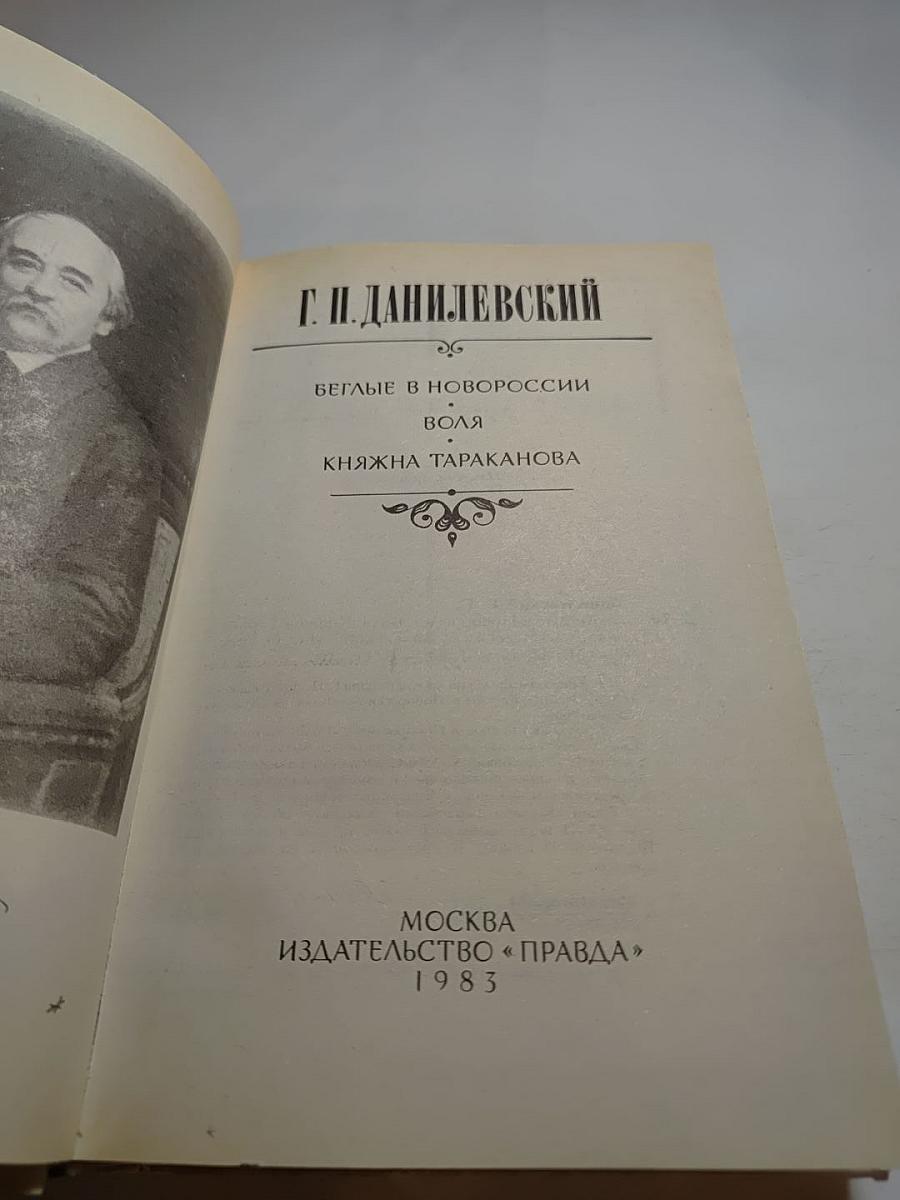 Г. П. ДАНИЛЕВСКИЙ
БЕГЛЫЕ В НОВОРОССИИ
ВОЛЯ
КНЯЖНА ТАРАКАНОВА
МОСКВА
ИЗДАТЕЛЬСТВО «ПРАВДА»
1983